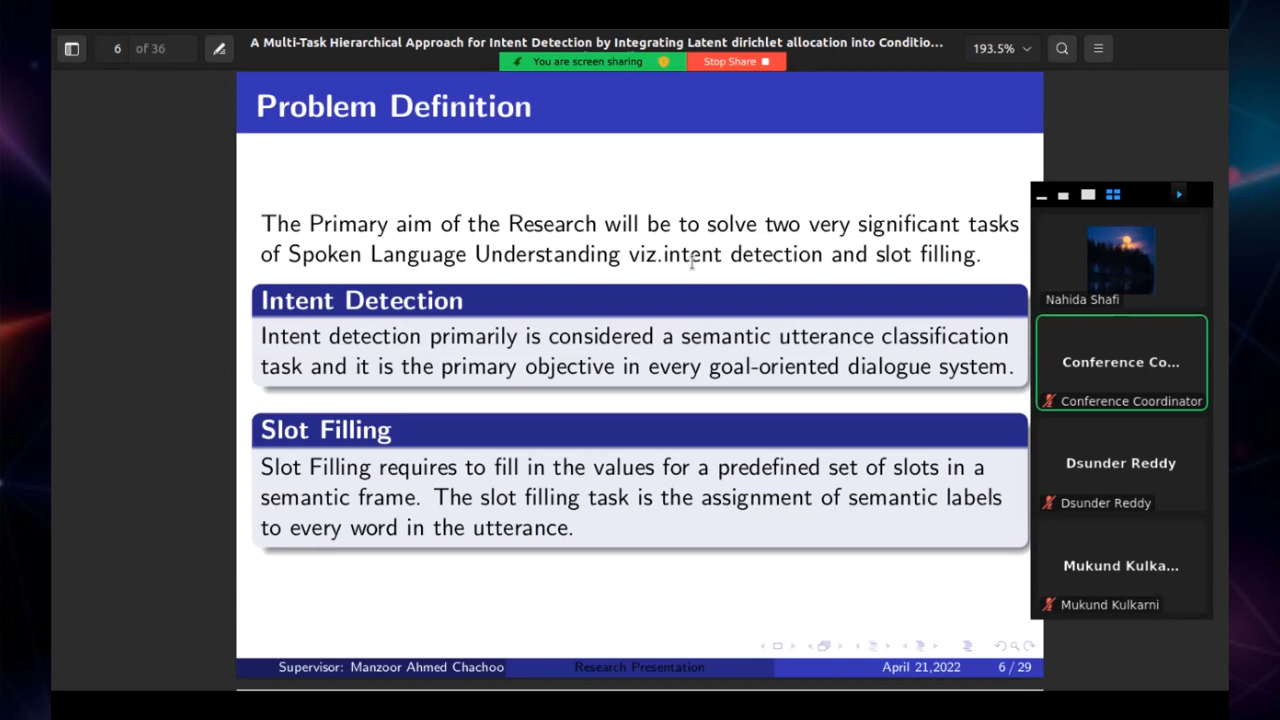 6 of 36
A Multi-Task Hierarchical Approach for Intent Detection by Integrating Latent dirichlet allocation into Conditio...
193.5%
You are screen sharing
Stop Share
Problem Definition
The Primary aim of the Research will be to solve two very significant tasks
of Spoken Language Understanding viz.intent detection and slot filling.
Intent Detection
Intent detection primarily is considered a semantic utterance classification
task and it is the primary objective in every goal-oriented dialogue system.
Slot Filling
Slot Filling requires to fill in the values for a predefined set of slots in a
semantic frame. The slot filling task is the assignment of semantic labels
to every word in the utterance.
Supervisor: Manzoor Ahmed Chachoo
Research Presentation
April 21,2022
6 / 29
Nahida Shafi
Conference Co...
Conference Coordinator
Dsunder Reddy
Dsunder Reddy
Mukund Kulka...
Mukund Kulkarni